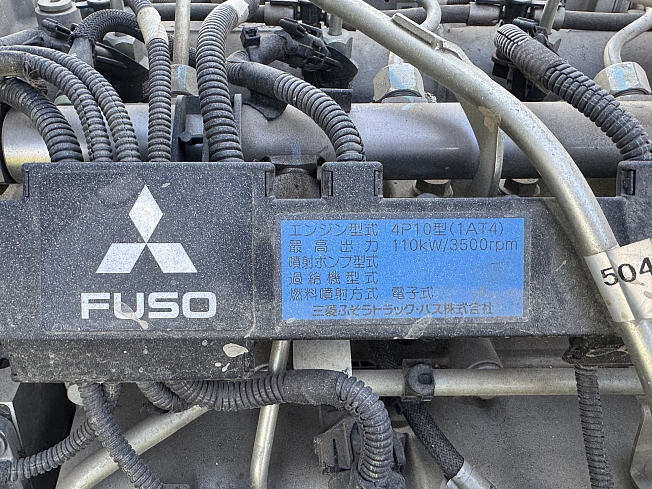 FUSO
エンジン型式 4P10型(1AT4)
最高出力 110kW/3500rpm
噴射ポンプ型式
過給機型式
燃料噴射方式 電子式
三菱ふそうトラック・バス株式会社
504